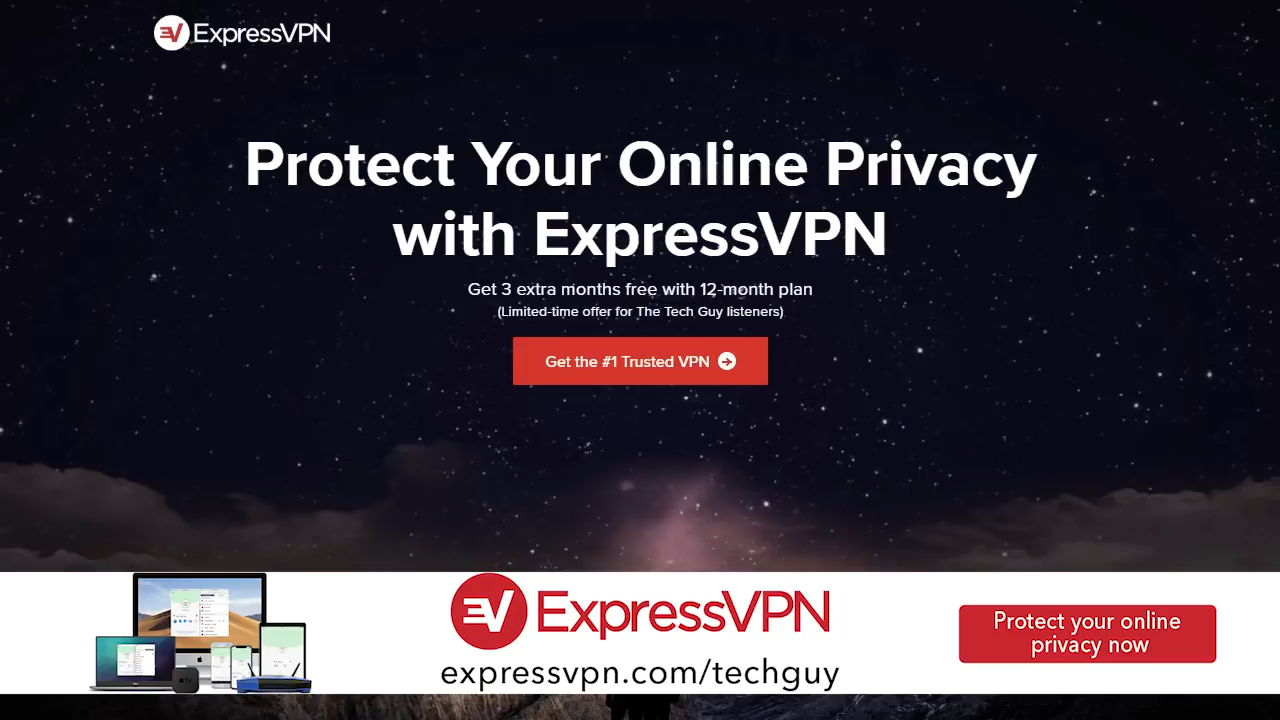 ExpressVPN
Protect Your Online Privacy
with ExpressVPN
Get 3 extra months free with 12-month plan
(Limited-time offer for The Tech Guy listeners)
Get the #1 Trusted VPN
ExpressVPN
expressvpn.com/techguy
Protect your online
privacy now